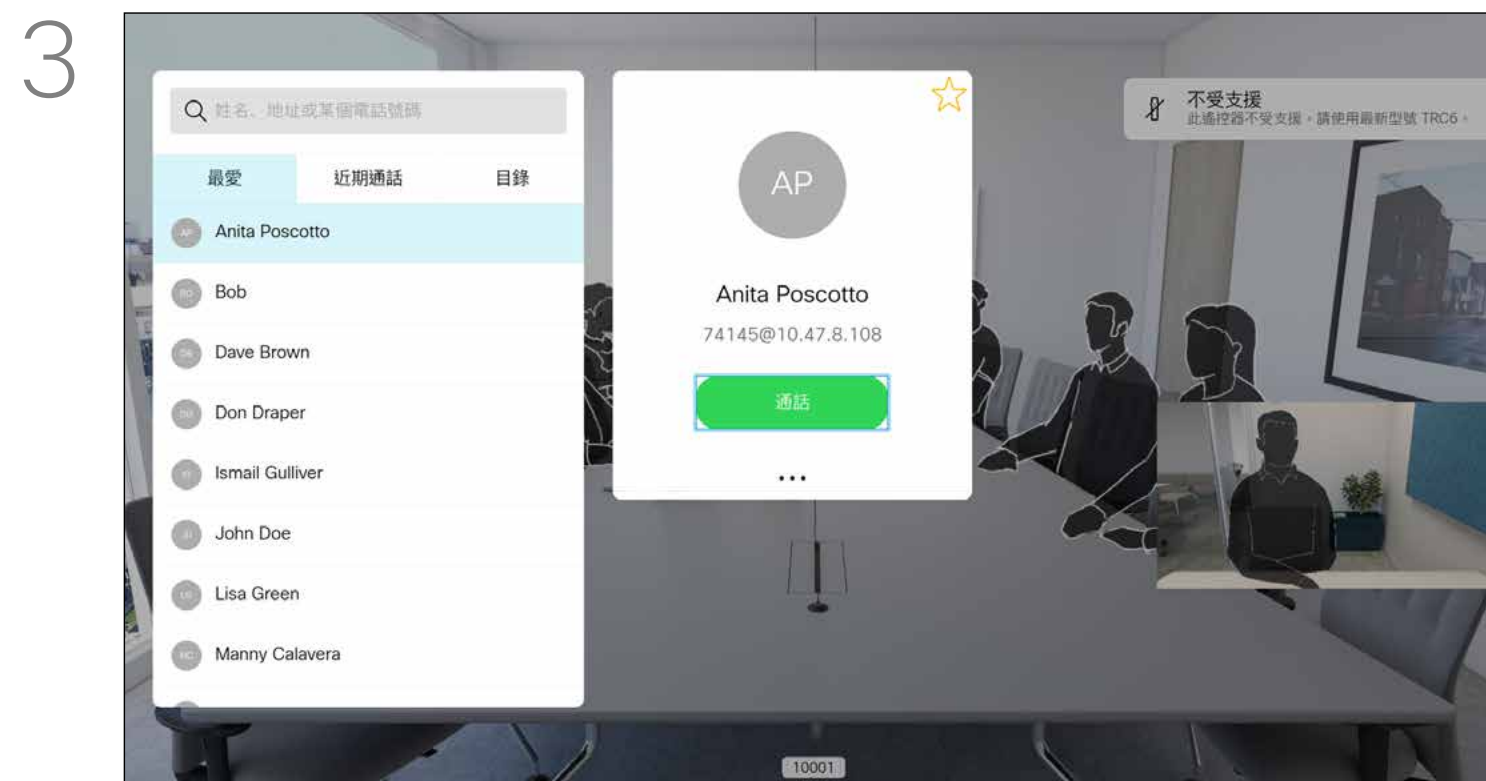 3
姓名、地址或某個電話號碼
最愛
近期通話
目錄
Anita Poscotto
Bob
Dave Brown
Don Draper
Ismail Gulliver
John Doe
Lisa Green
Manny Calavera
AP
Anita Poscotto
74145@10.47.8.108
通話
不受支援
此遙控器不受支援。請使用最新型號 TRC6。
10001